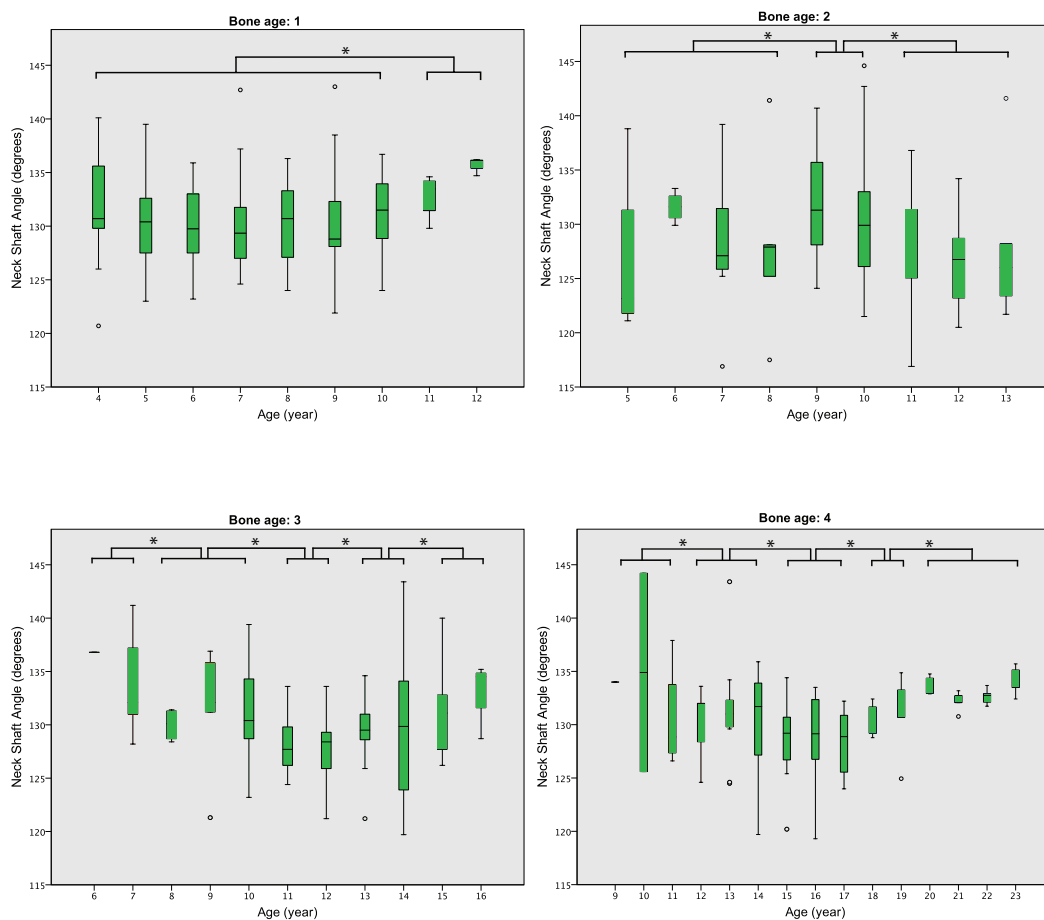 Bone age: 1
*
145
140
135
130
125
120
115
Neck Shaft Angle (degrees)
4 5 6 7 8 9 10 11 12
Age (year)
Bone age: 2
* *
145
140
135
130
125
120
115
Neck Shaft Angle (degrees)
5 6 7 8 9 10 11 12 13
Age (year)
Bone age: 3
* * * *
145
140
135
130
125
120
115
Neck Shaft Angle (degrees)
6 7 8 9 10 11 12 13 14 15 16
Age (year)
Bone age: 4
* * * *
145
140
135
130
125
120
115
Neck Shaft Angle (degrees)
9 10 11 12 13 14 15 16 17 18 19 20 21 22 23
Age (year)